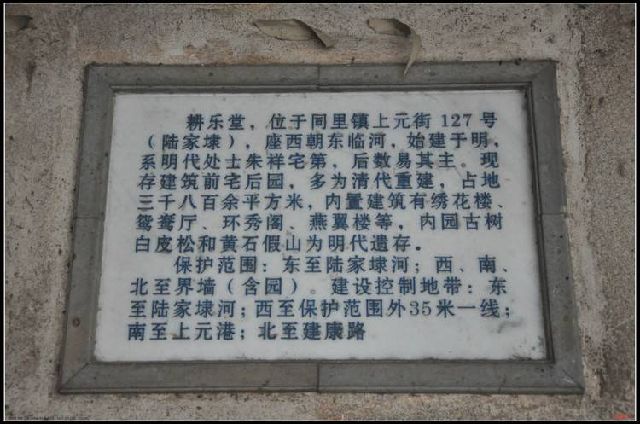 耕乐堂，位于同里镇上元街127号
（陆家埭），座西朝东临河，始建于明，
系明代处士朱祥宅第，后数易其主。现
存建筑前宅后园，多为清代重建，占地
三千八百余平方米，内置建筑有绣花楼、
鸳鸯厅、环秀阁、燕翼楼等，内园古树
白皮松和黄石假山为明代遗存。
保护范围：东至陆家埭河；西、南、
北至界墙（含园）。建设控制地带：东
至陆家埭河；西至保护范围外35米一线；
南至上元港；北至建康路